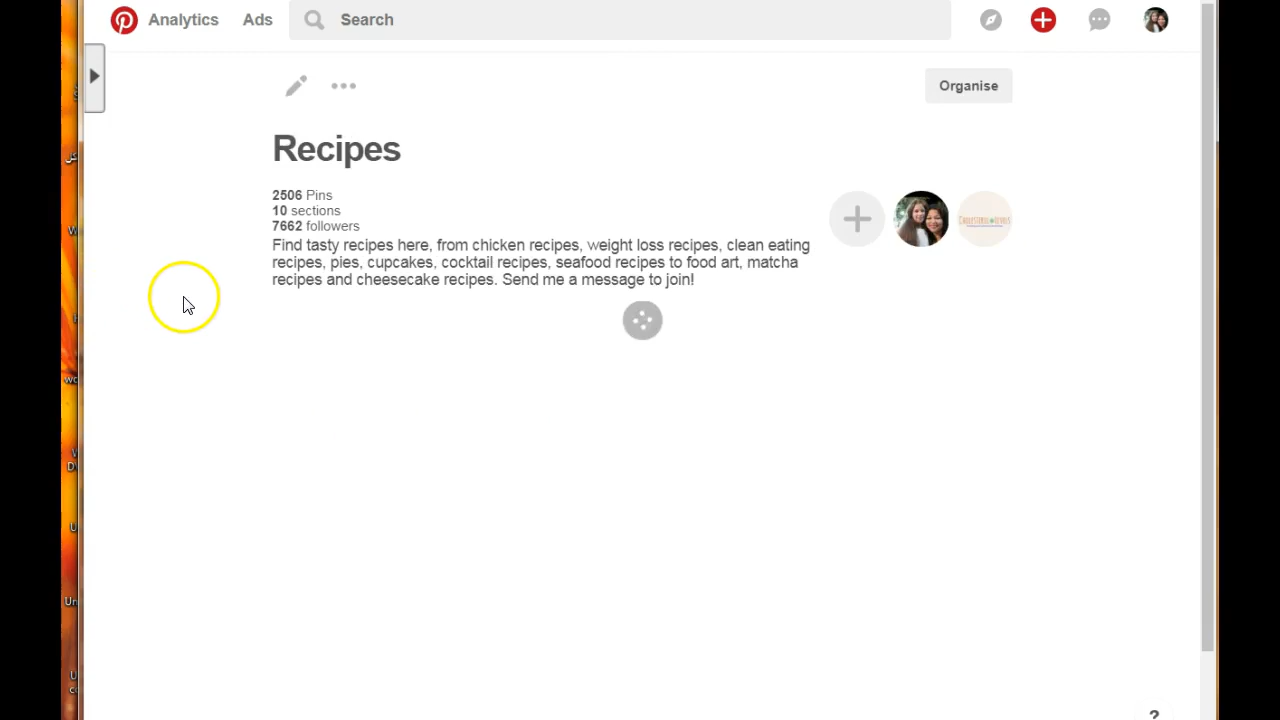 Analytics Ads Search
Organise
Recipes
2506 Pins
10 sections
7662 followers
Find tasty recipes here, from chicken recipes, weight loss recipes, clean eating
recipes, pies, cupcakes, cocktail recipes, seafood recipes to food art, matcha
recipes and cheesecake recipes. Send me a message to join!
?